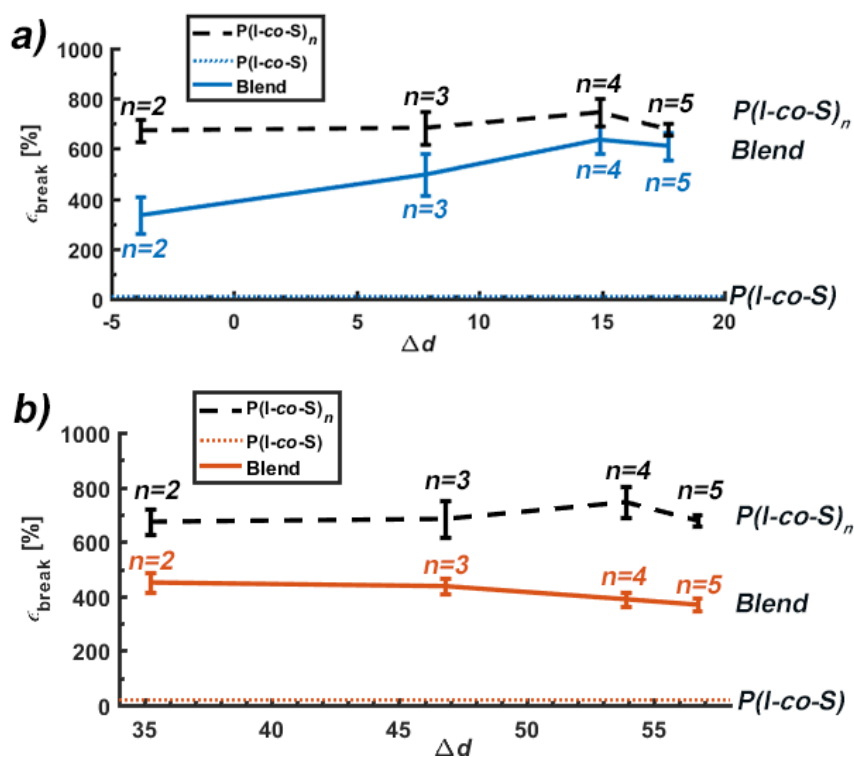 a)
P(I-co-S)n
P(I-co-S)
Blend
1000
800
600
400
200
0
ϵbreak [%]
n=2
n=3
n=4
n=5
n=2
n=3
n=4
n=5
P(I-co-S)n
Blend
P(I-co-S)
-5
0
5
10
15
20
Δd
b)
P(I-co-S)n
P(I-co-S)
Blend
1000
800
600
400
200
0
ϵbreak [%]
n=2
n=3
n=4
n=5
n=2
n=3
n=4
n=5
P(I-co-S)n
Blend
P(I-co-S)
35
40
45
50
55
Δd